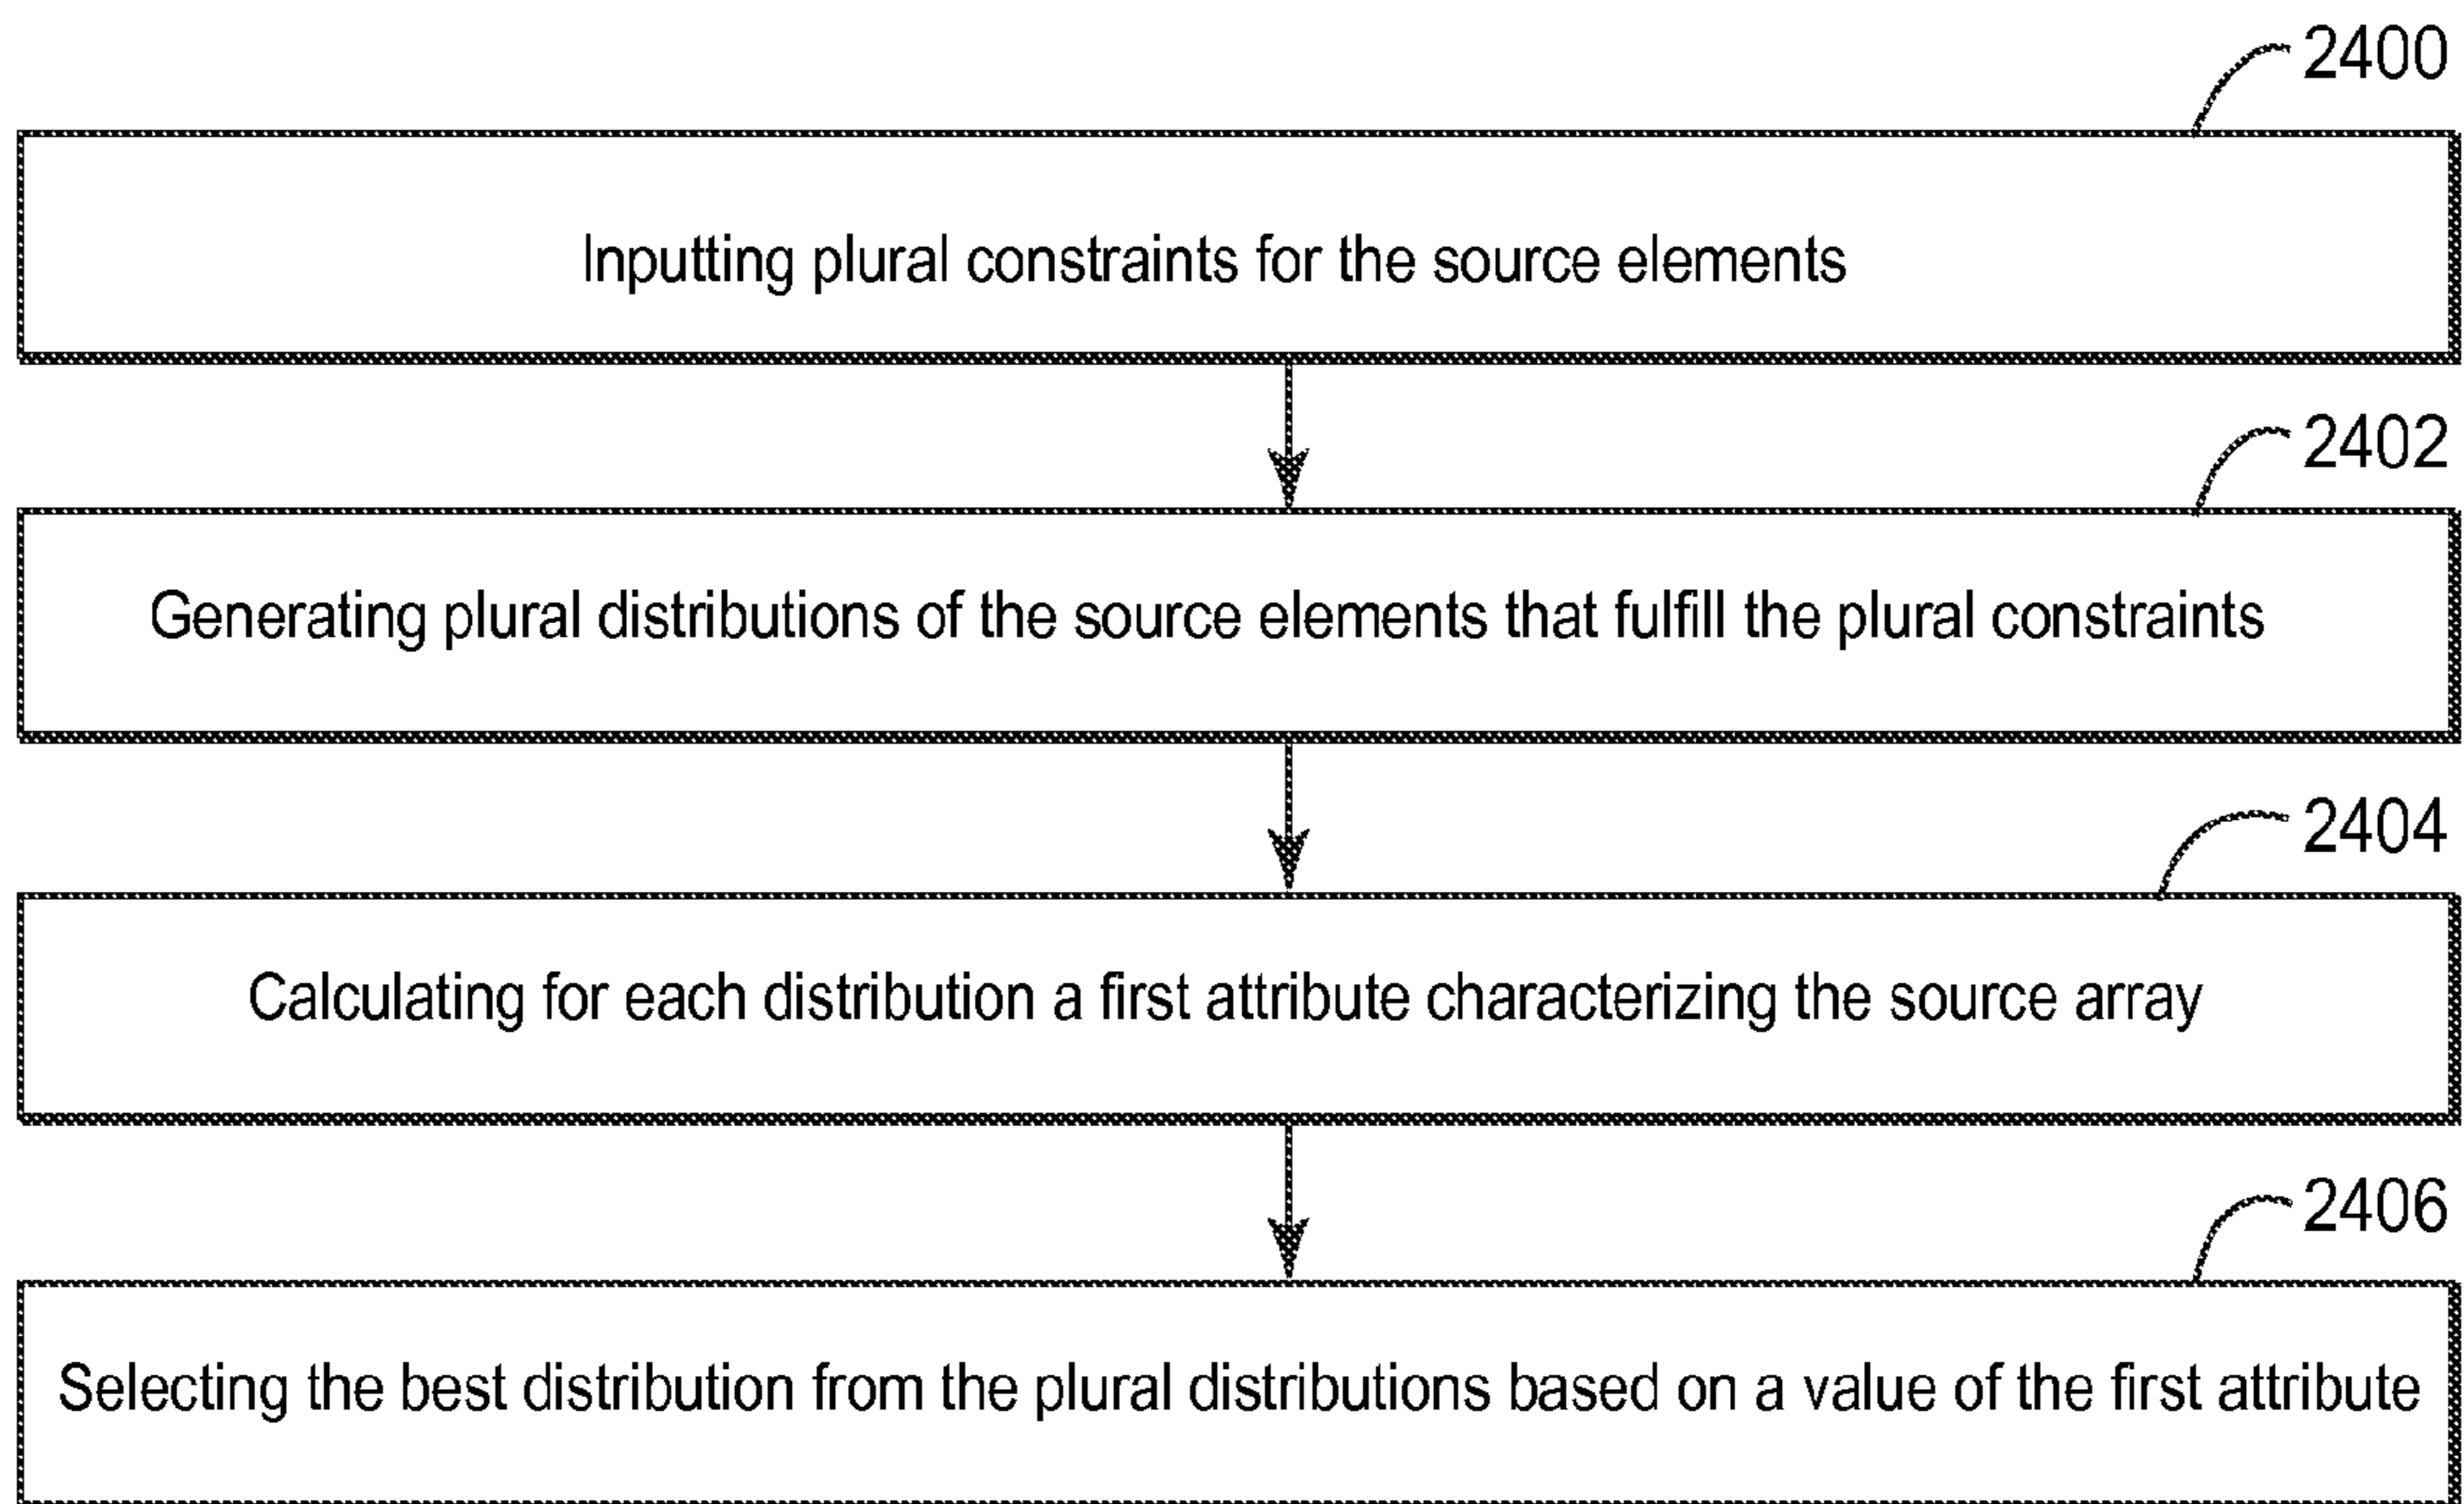 2400
Inputting plural constraints for the source elements
2402
Generating plural distributions of the source elements that fulfill the plural constraints
2404
Calculating for each distribution a first attribute characterizing the source array
2406
Selecting the best distribution from the plural distributions based on a value of the first attribute